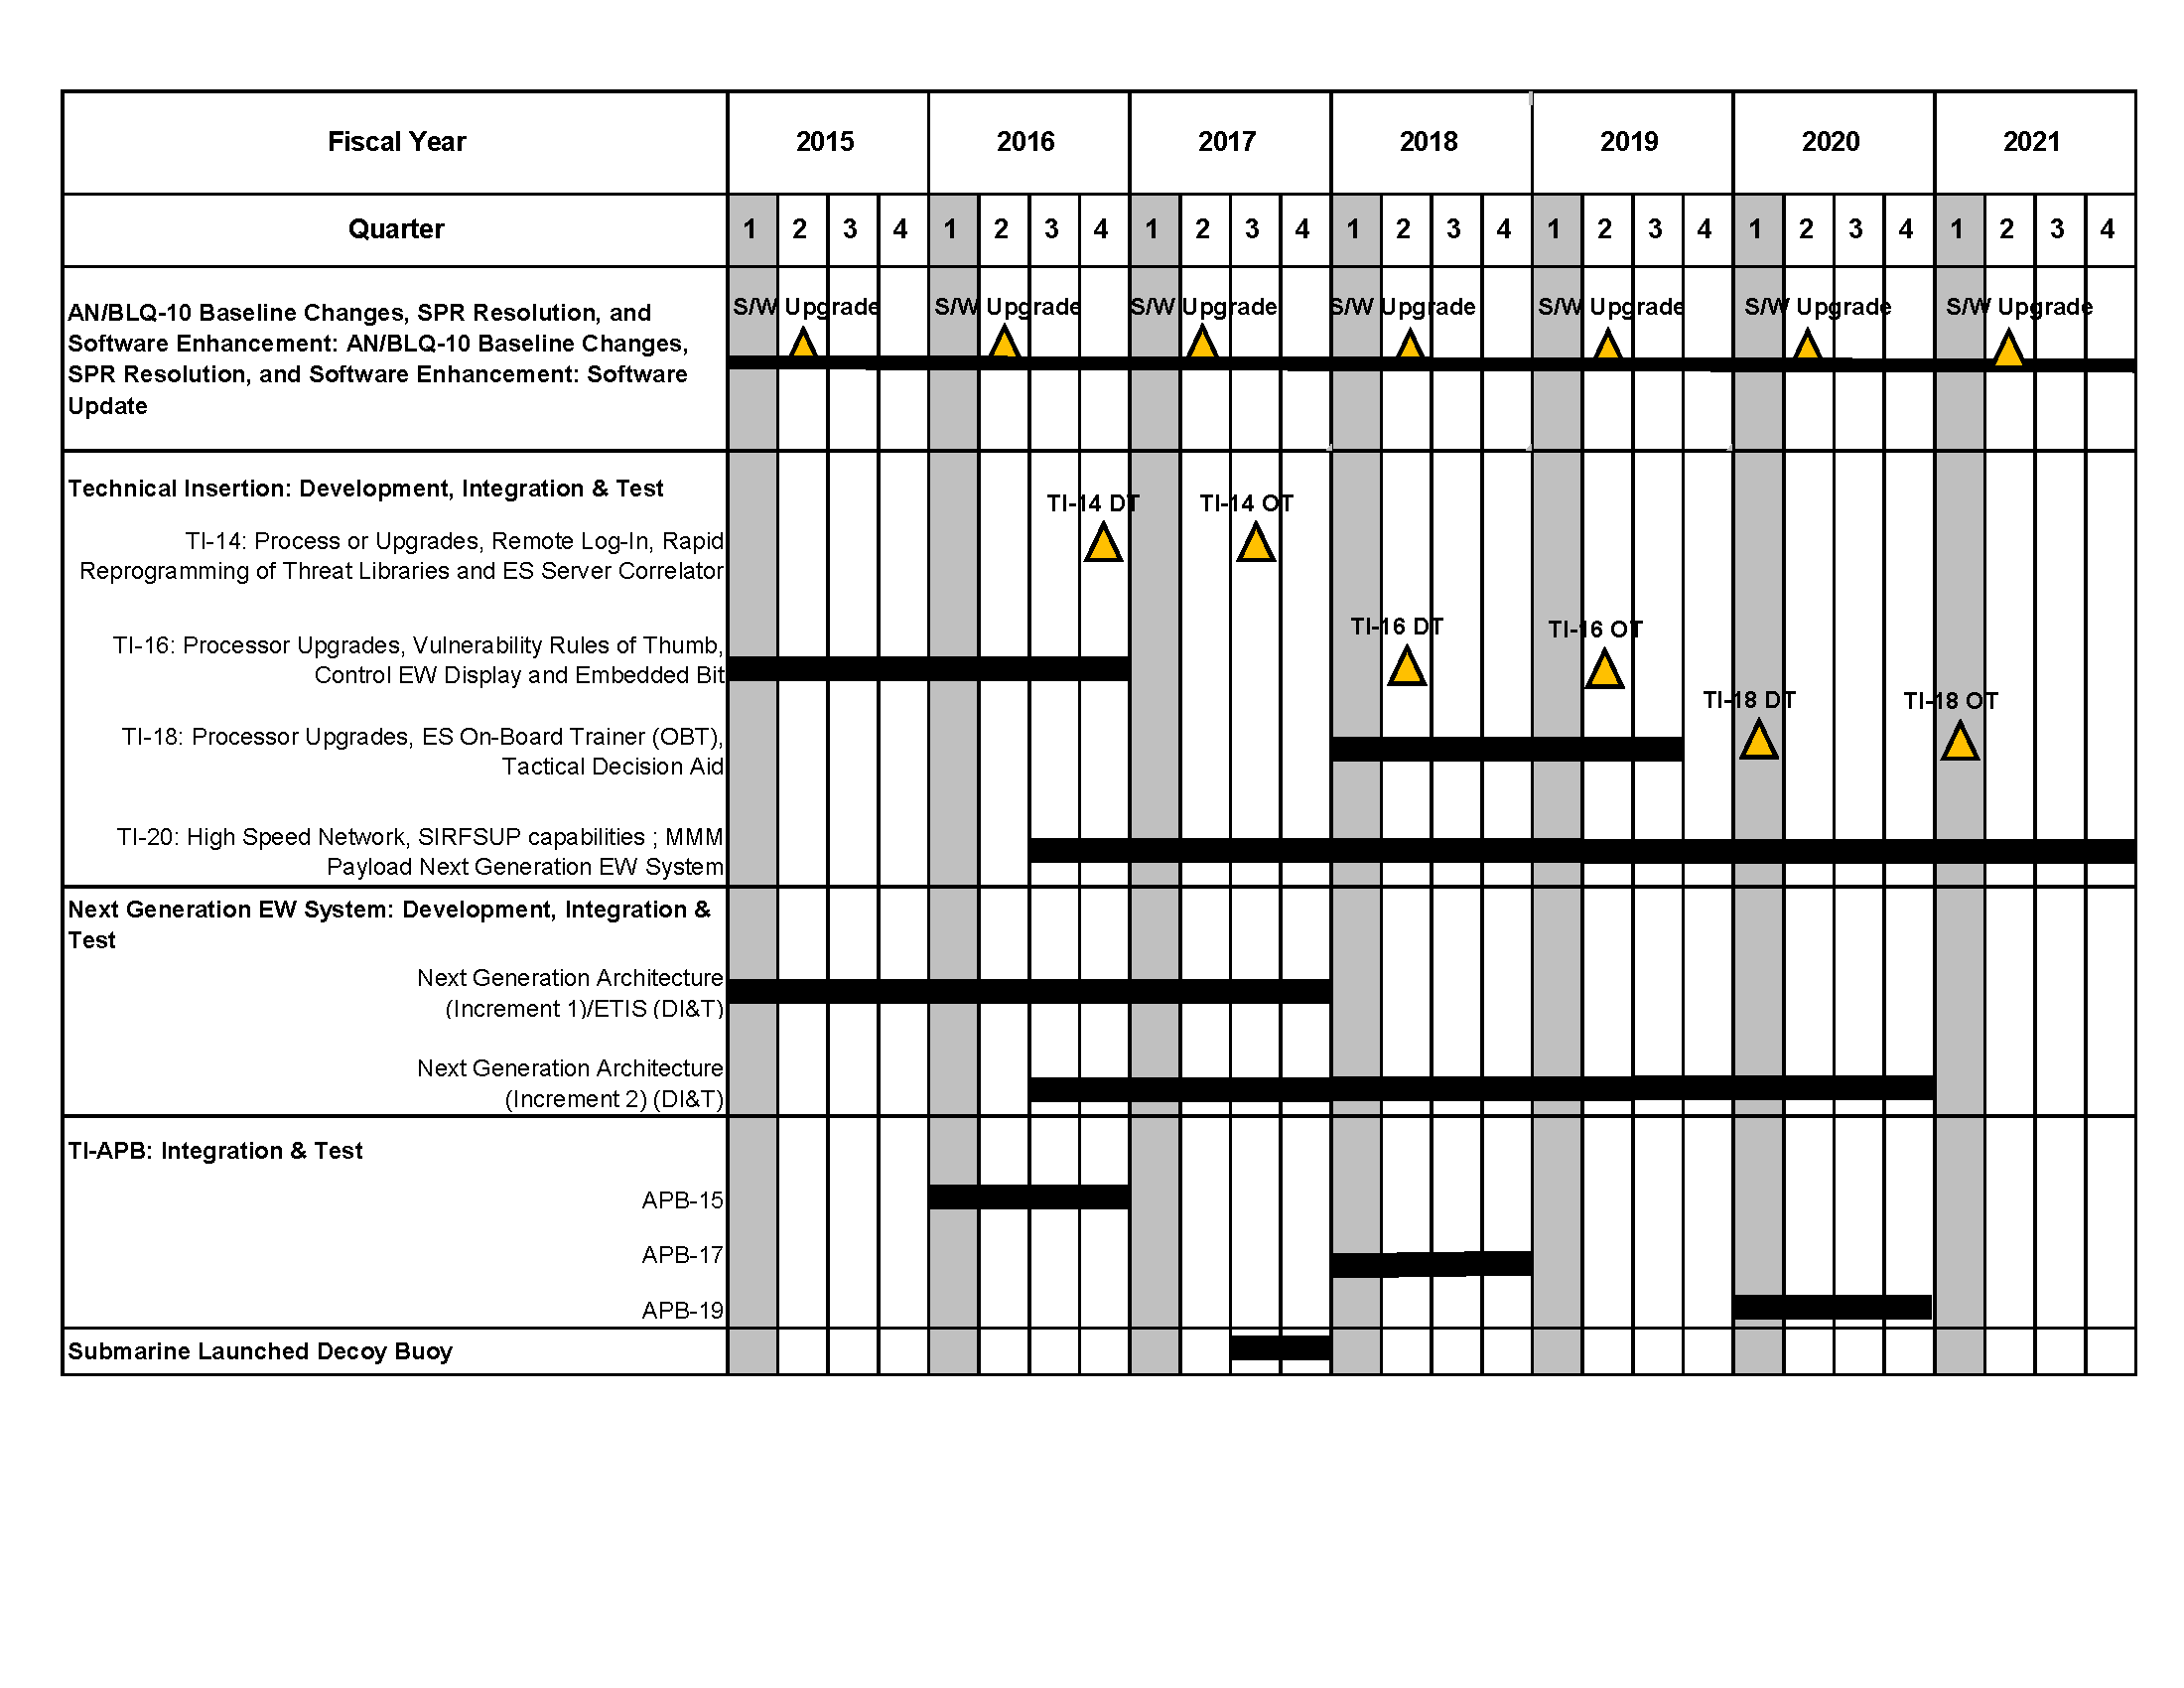 Fiscal Year 2015 2016 2017 2018 2019 2020 2021
Quarter 1 2 3 4 1 2 3 4 1 2 3 4 1 2 3 4 1 2 3 4 1 2 3 4 1 2 3 4
S/W Upgrade S/W Upgrade S/W Upgrade S/W Upgrade S/W Upgrade S/W Upgrade S/W Upgrade
AN/BLQ-10 Baseline Changes, SPR Resolution, and
Software Enhancement: AN/BLQ-10 Baseline Changes,
SPR Resolution, and Software Enhancement: Software
Update
Technical Insertion: Development, Integration & Test
TI-14 DT TI-14 OT
TI-14: Process or Upgrades, Remote Log-In, Rapid
Reprogramming of Threat Libraries and ES Server Correlator
TI-16 DT TI-16 OT
TI-16: Processor Upgrades, Vulnerability Rules of Thumb,
Control EW Display and Embedded Bit
TI-18 DT TI-18 OT
TI-18: Processor Upgrades, ES On-Board Trainer (OBT),
Tactical Decision Aid
TI-20: High Speed Network, SIRFSUP capabilities ; MMM
Payload Next Generation EW System
Next Generation EW System: Development, Integration &
Test
Next Generation Architecture
(Increment 1)/ETIS (DI&T)
Next Generation Architecture
(Increment 2) (DI&T)
TI-APB: Integration & Test
APB-15
APB-17
APB-19
Submarine Launched Decoy Buoy